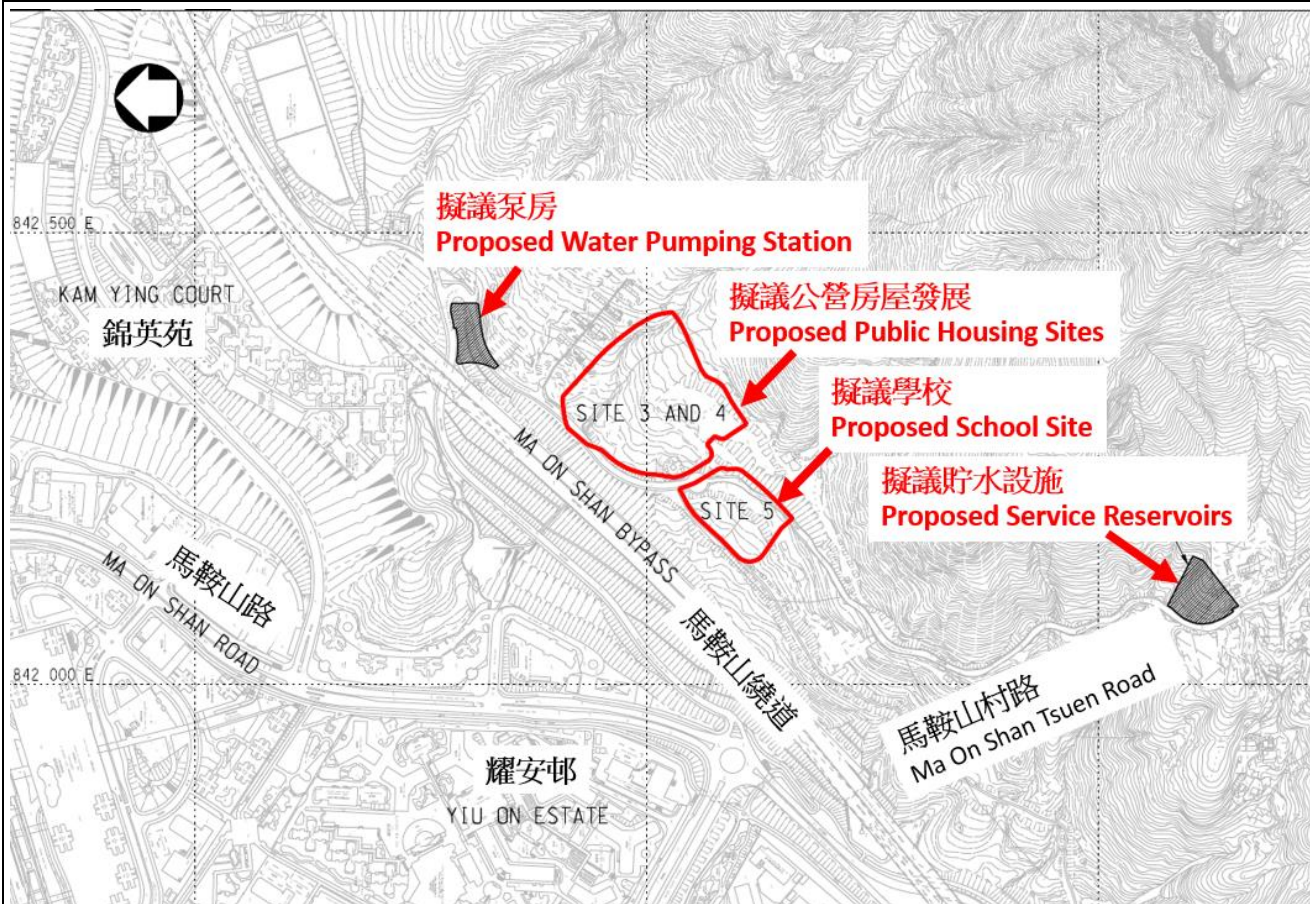 擬議泵房
Proposed Water Pumping Station
842 500 E
KAM YING COURT
錦英苑
擬議公營房屋發展
Proposed Public Housing Sites
擬議學校
Proposed School Site
SITE 3 AND 4
擬議貯水設施
Proposed Service Reservoirs
SITE 5
MA ON SHAN BYPASS
馬鞍山繞道
馬鞍山路
MA ON SHAN ROAD
842 000 E
馬鞍山村路
Ma On Shan Tsuen Road
耀安邨
YIU ON ESTATE